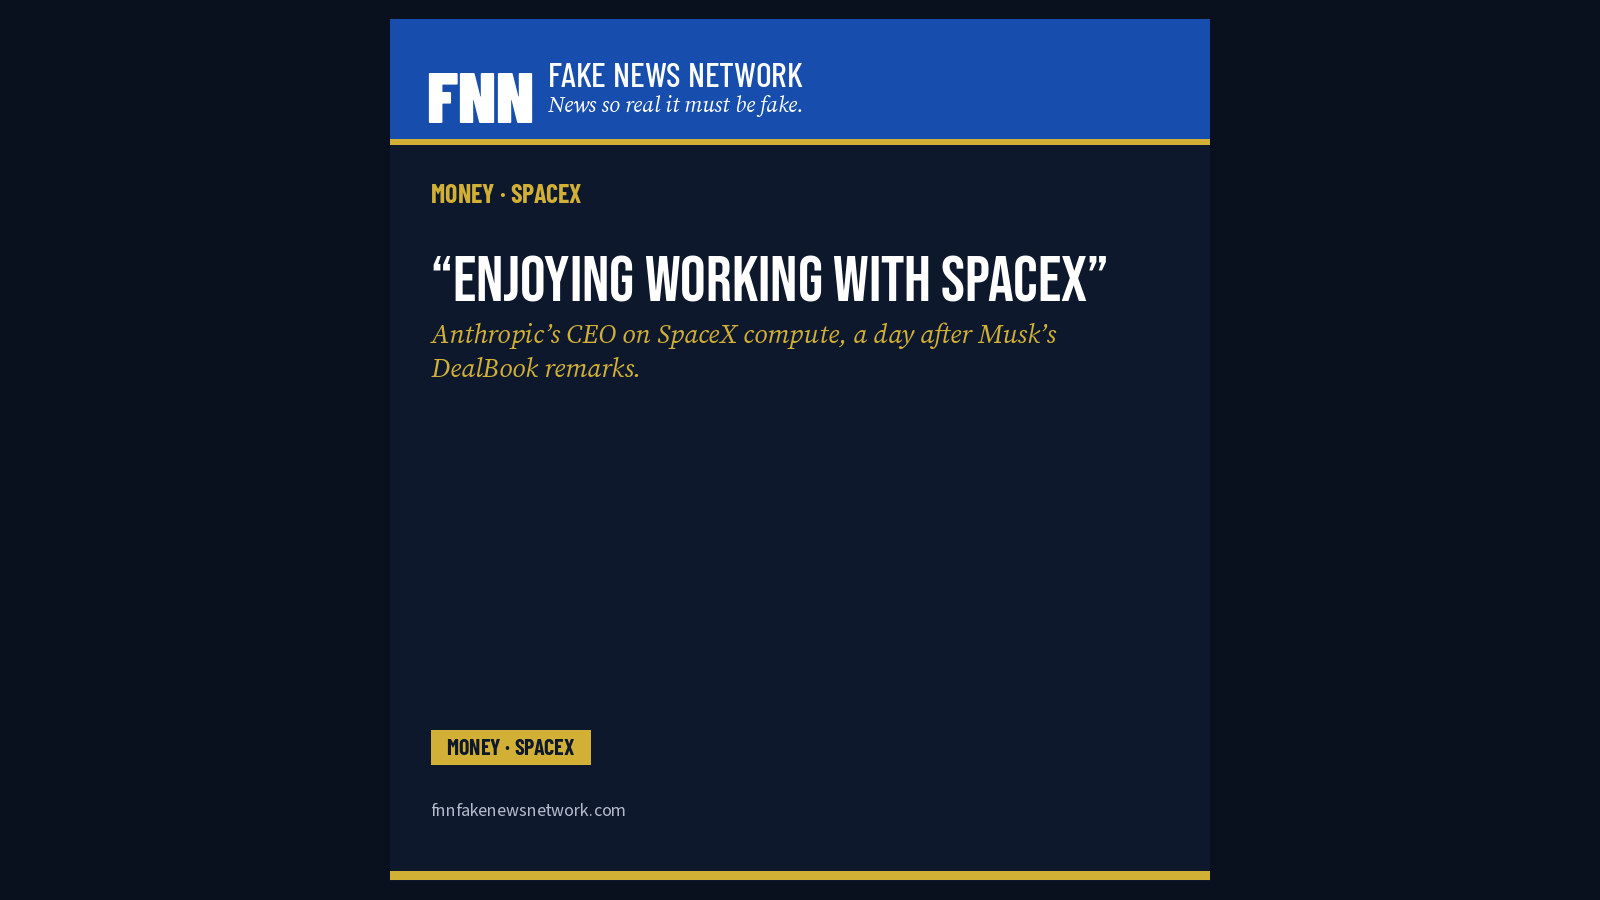 FNN
FAKE NEWS NETWORK
News so real it must be fake.
MONEY · SPACEX
“ENJOYING WORKING WITH SPACEX”
Anthropic’s CEO on SpaceX compute, a day after Musk’s
DealBook remarks.
MONEY · SPACEX
fnnfakenewsnetwork.com